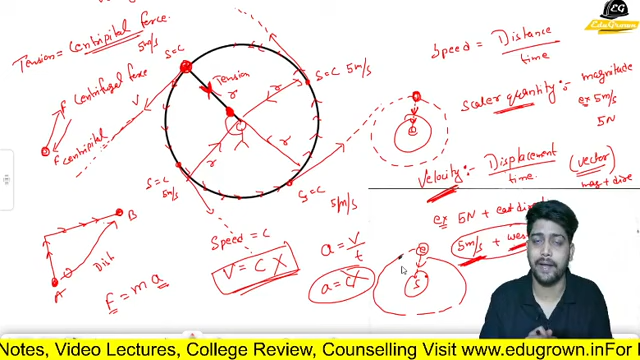 Tension = Centripital force.
5m/s
S=C
Tension
F centrifugal force
V
F centripital
r
r
r
r
S=C 5m/s
S=C
5m/s
S=C
5m/s
A
B
Dist
F = m a
Speed = C
V = C X
a = V/t
a = C X
Speed = Distance / time
Scaler quantity :- magnitude
ex 5m/s
5N
Velocity :- Displacement / time (vector)
mag + dire
ex 5N + east dire
5m/s + wes
e
S
EG
EduGrown
Notes, Video Lectures, College Review, Counselling Visit www.edugrown.inFor